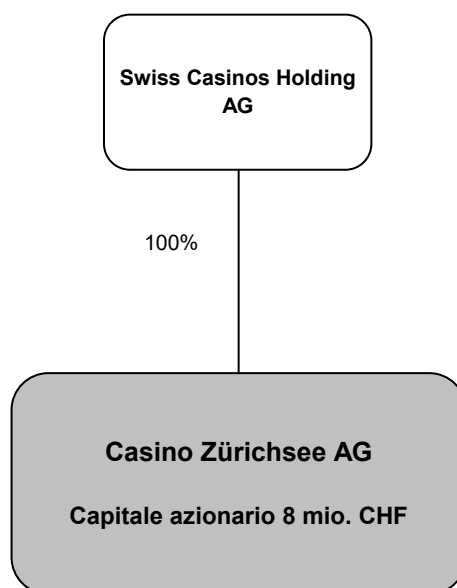 Swiss Casinos Holding
AG
100%
Casino Zürichsee AG
Capitale azionario 8 mio. CHF